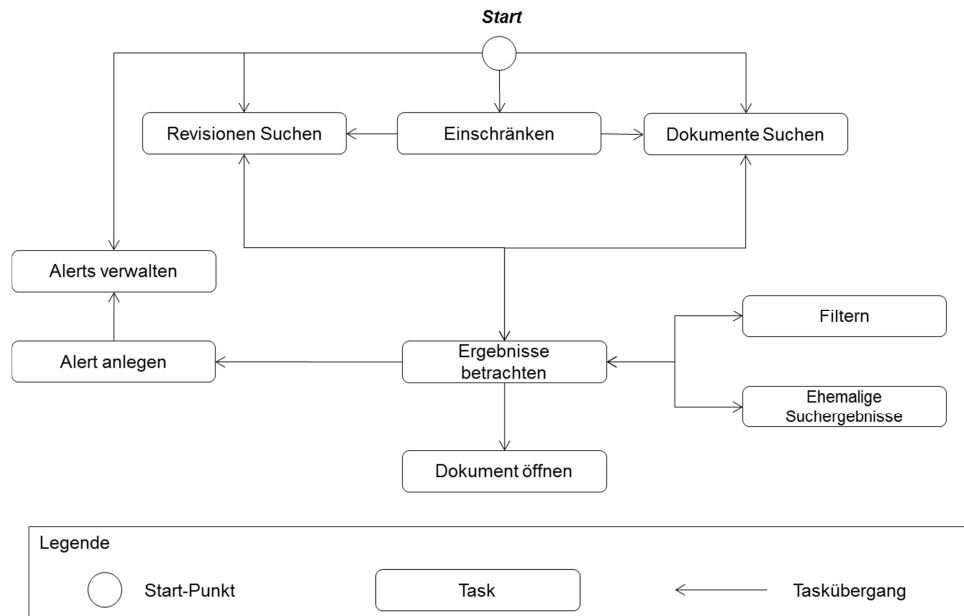 Start
Revisionen Suchen
Einschränken
Dokumente Suchen
Alerts verwalten
Filtern
Alert anlegen
Ergebnisse
betrachten
Ehemalige
Suchergebnisse
Dokument öffnen
Legende
Start-Punkt
Task
Taskübergang